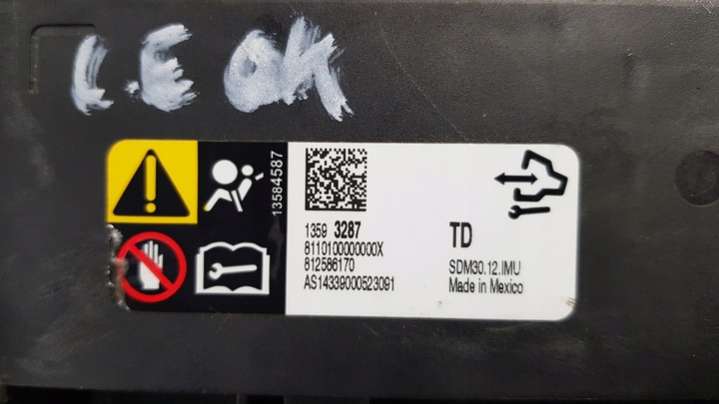 I.E OK
13584587
1359 3287
8110100000000X
812586170
AS14339000523091
TD
SDM30.12.IMU
Made in Mexico